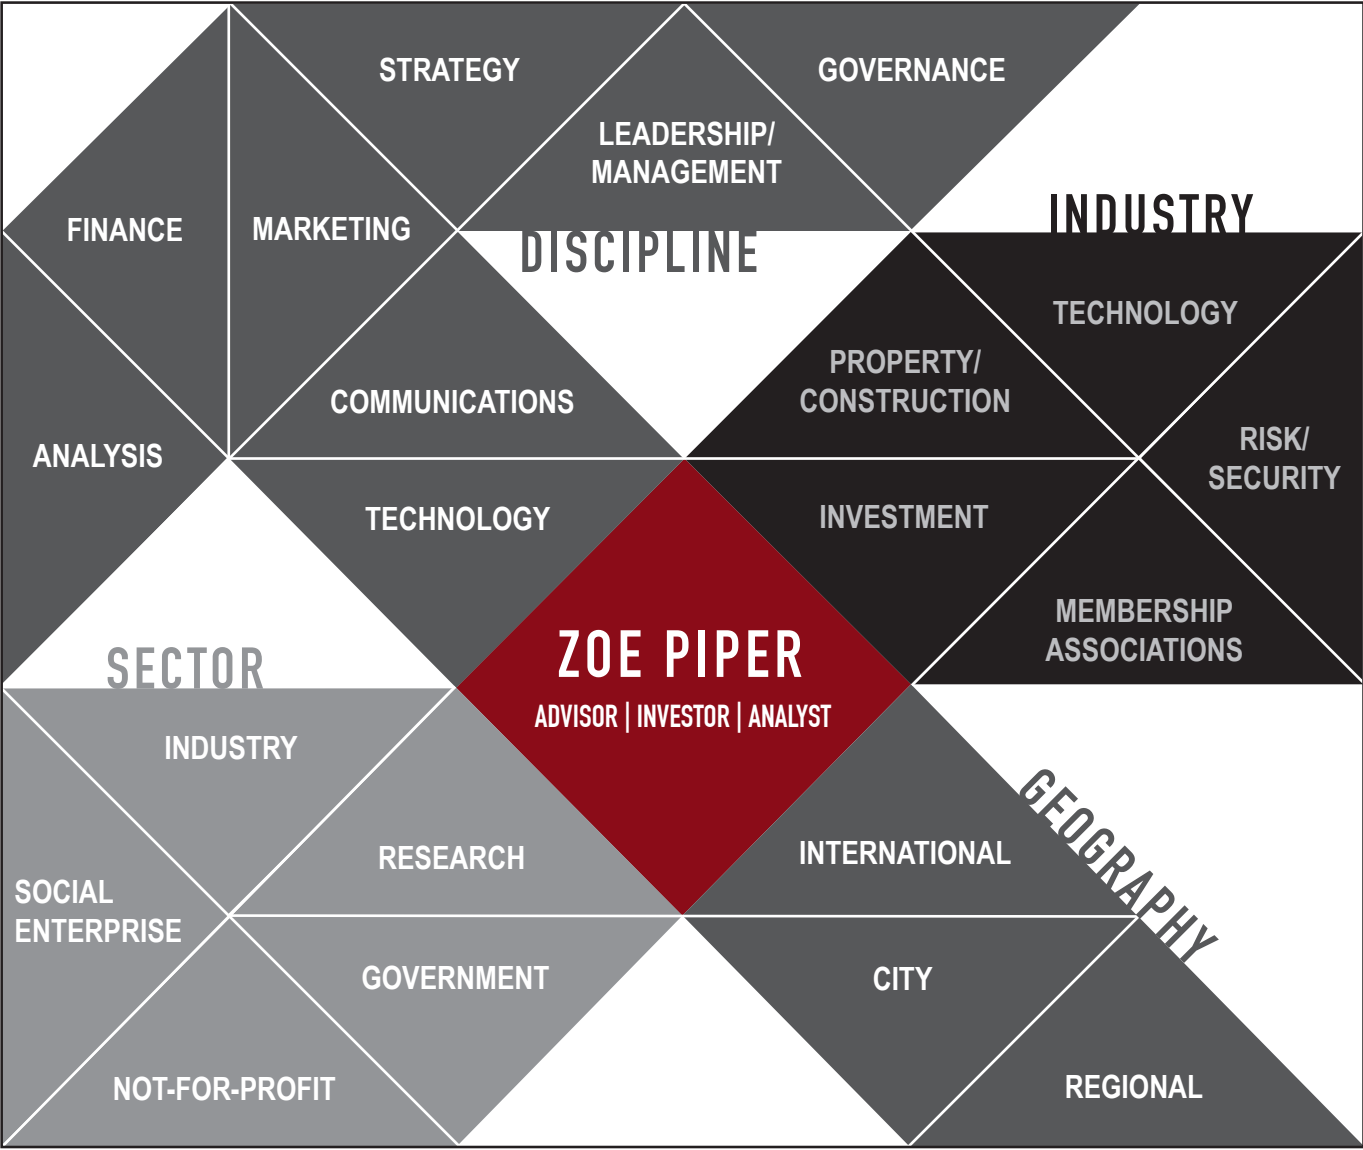 STRATEGY
GOVERNANCE
LEADERSHIP/
MANAGEMENT
FINANCE
MARKETING
DISCIPLINE
INDUSTRY
TECHNOLOGY
PROPERTY/
CONSTRUCTION
COMMUNICATIONS
ANALYSIS
RISK/
SECURITY
TECHNOLOGY
INVESTMENT
MEMBERSHIP
ASSOCIATIONS
SECTOR
ZOE PIPER
ADVISOR | INVESTOR | ANALYST
INDUSTRY
RESEARCH
INTERNATIONAL
GEOGRAPHY
SOCIAL
ENTERPRISE
GOVERNMENT
CITY
NOT-FOR-PROFIT
REGIONAL